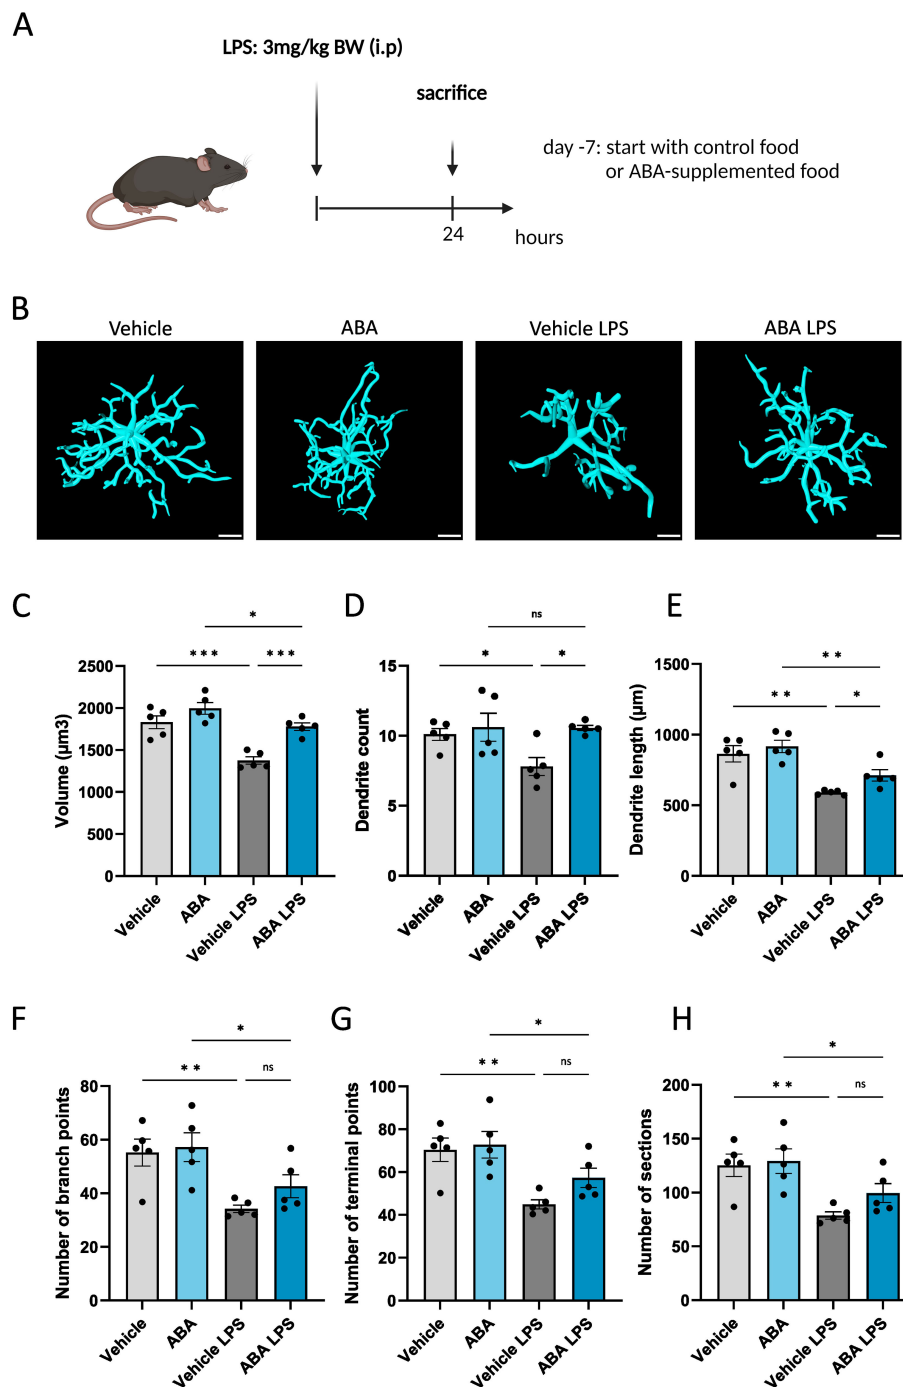 A
LPS: 3mg/kg BW (i.p)
sacrifice
day -7: start with control food
or ABA-supplemented food
24
hours
B
Vehicle
ABA
Vehicle LPS
ABA LPS
C
*
***
***
Volume (µm3)
2500
2000
1500
1000
500
0
Vehicle
ABA
Vehicle LPS
ABA LPS
D
ns
*
*
Dendrite count
15
10
5
0
Vehicle
ABA
Vehicle LPS
ABA LPS
E
**
**
*
Dendrite length (µm)
1500
1000
500
0
Vehicle
ABA
Vehicle LPS
ABA LPS
F
*
**
ns
Number of branch points
80
60
40
20
0
Vehicle
ABA
Vehicle LPS
ABA LPS
G
*
**
ns
Number of terminal points
100
80
60
40
20
0
Vehicle
ABA
Vehicle LPS
ABA LPS
H
*
**
ns
Number of sections
200
150
100
50
0
Vehicle
ABA
Vehicle LPS
ABA LPS